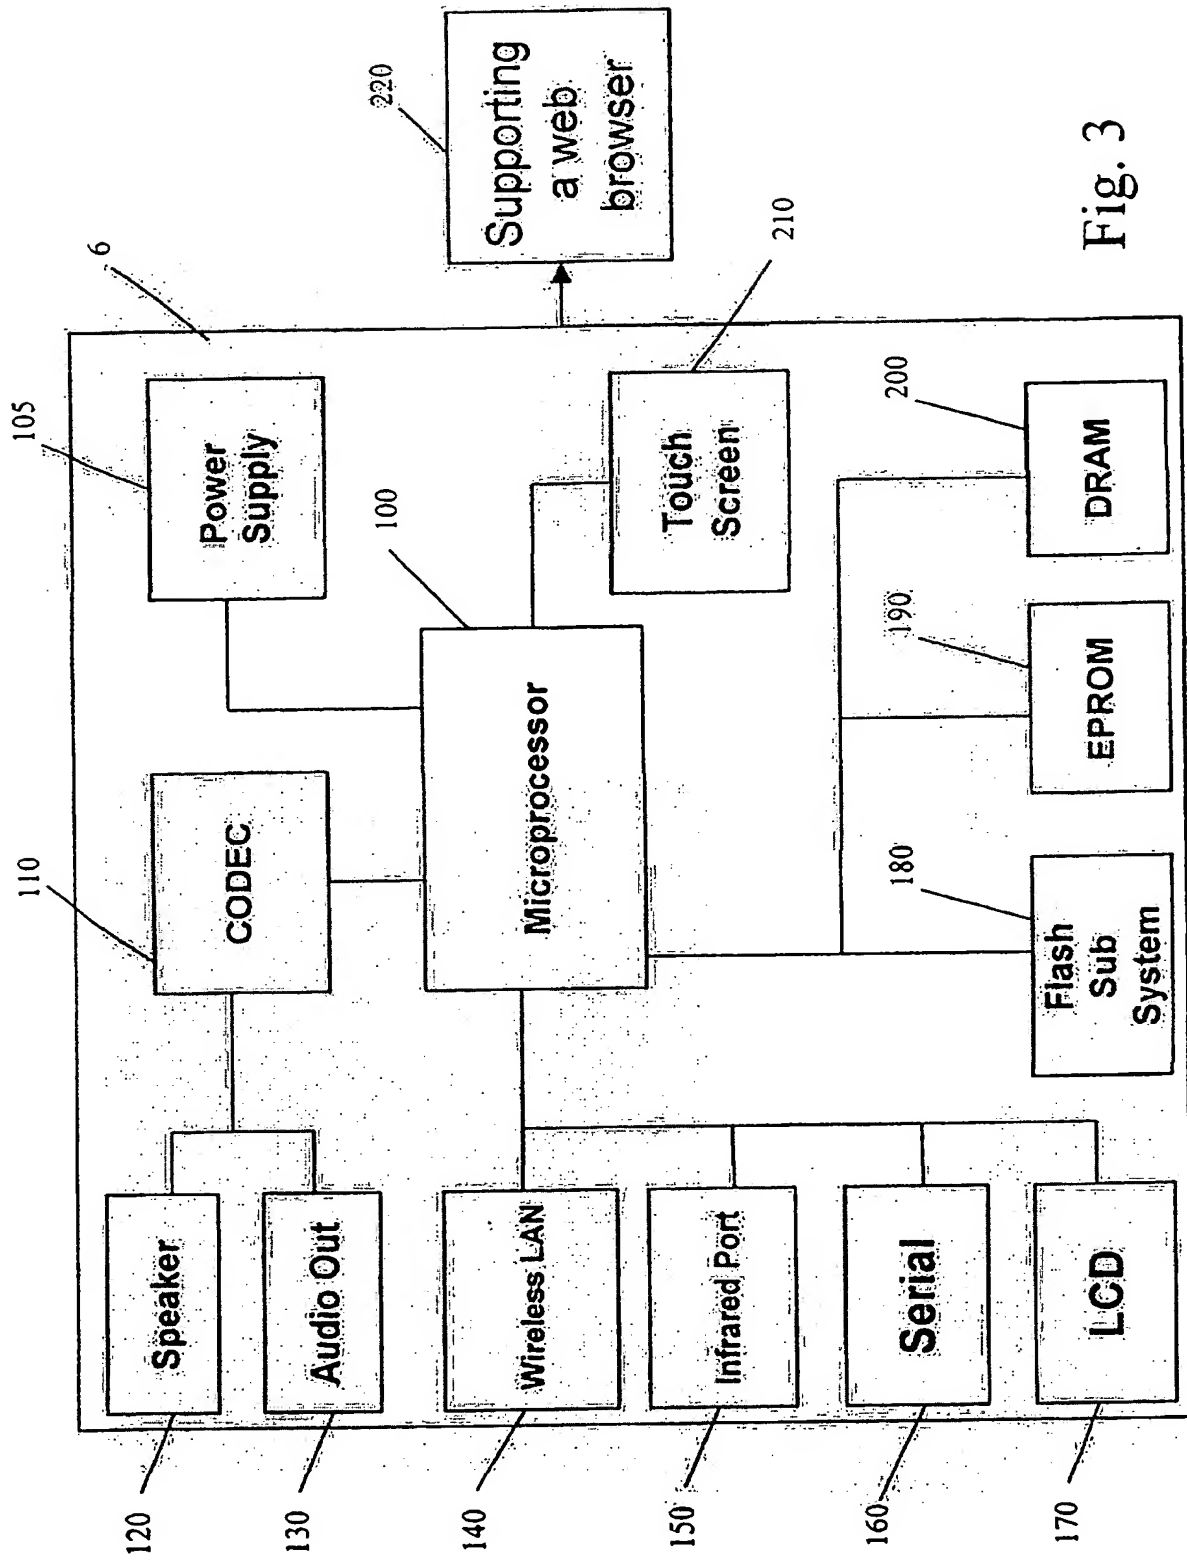 120
Speaker
110
CODEC
105
Power
Supply
6
130
Audio Out
220
Supporting
a web
browser
140
Wireless LAN
Microprocessor
100
150
Infrared Port
Touch
Screen
210
160
Serial
180
190
200
170
LCD
Flash
Sub
System
EPROM
DRAM
Fig. 3